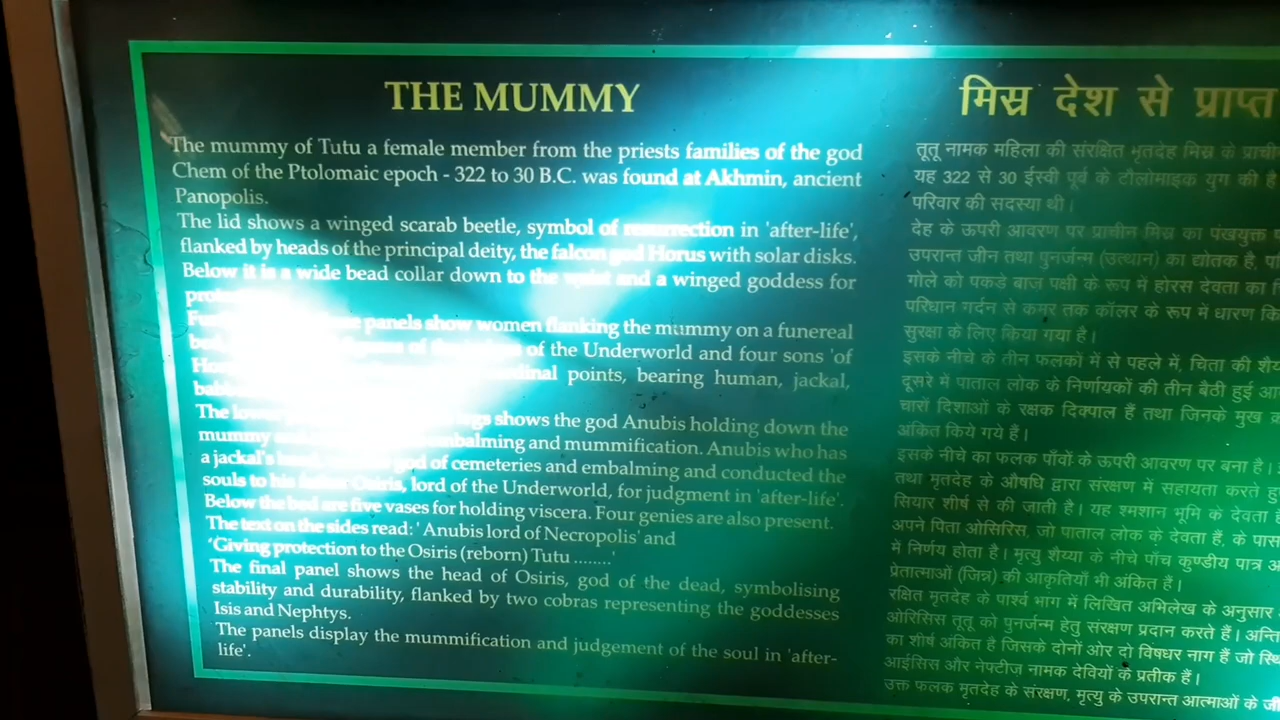 THE MUMMY
The mummy of Tutu a female member from the priests families of the god
Chem of the Ptolomaic epoch - 322 to 30 B.C. was found at Akhmin, ancient
Panopolis.
The lid shows a winged scarab beetle, symbol of resurrection in 'after-life',
flanked by heads of the principal deity, the falcon god Horus with solar disks.
Below it is a wide bead collar down to the waist and a winged goddess for
panels show women flanking the mummy on a funereal
of the Underworld and four sons 'of
points, bearing human, jackal,
The lower shows the god Anubis holding down the
mummy embalming and mummification. Anubis who has
a jackal's god of cemeteries and embalming and conducted the
souls to his father Osiris, lord of the Underworld, for judgment in 'after-life'.
Below the bed are five vases for holding viscera. Four genies are also present.
The text on the sides read: ' Anubis lord of Necropolis' and
'Giving protection to the Osiris (reborn) Tutu ........'
The final panel shows the head of Osiris, god of the dead, symbolising
stability and durability, flanked by two cobras representing the goddesses
Isis and Nephtys.
The panels display the mummification and judgement of the soul in 'after-
life'.
मिस्र देश से प्राप्त
तूतू नामक महिला की संरक्षित मृतदेह मिस्र के
यह 322 से 30 ईस्वी पूर्व के टौलोमाइक युग की है
परिवार की सदस्या थी।
देह के ऊपरी आवरण पर प्राचीन मिस्र का पंखयुक्त
उपरान्त जीन तथा पुनर्जन्म (उत्थान) का द्योतक है,
गोले को पकड़े बाज पक्षी के रूप में होरस देवता का
परिधान गर्दन से कमर तक कॉलर के रूप में धारण
सुरक्षा के लिए किया गया है।
इसके नीचे के तीन फलकों में से पहले में, चिता की
दूसरे में पाताल लोक के निर्णायकों की तीन बैठी हुई
चारों दिशाओं के रक्षक दिक्पाल हैं तथा जिनके मुख
अंकित किये गये हैं।
इसके नीचे का फलक पाँवों के ऊपरी आवरण पर बना है।
तथा मृतदेह के औषधि द्वारा संरक्षण में सहायता करते
सियार शीर्ष से की जाती है। यह श्मशान भूमि के देवता
अपने पिता ओसिरिस, जो पाताल लोक के देवता हैं, के पास
में निर्णय होता है। मृत्यु शैय्या के नीचे पाँच कुण्डीय पात्र
प्रेतात्माओं (जिन्न) की आकृतियाँ भी अंकित हैं।
रक्षित मृतदेह के पार्श्व भाग में लिखित अभिलेख के अनुसार
ओरिसिस तूतू को पुनर्जन्म हेतु संरक्षण प्रदान करते हैं।
का शीर्ष अंकित है जिसके दोनों ओर दो विषधर नाग हैं जो
आईसिस और नेफ्टीज नामक देवियों के प्रतीक हैं।
उक्त फलक मृतदेह के संरक्षण, मृत्यु के उपरान्त आत्माओं के